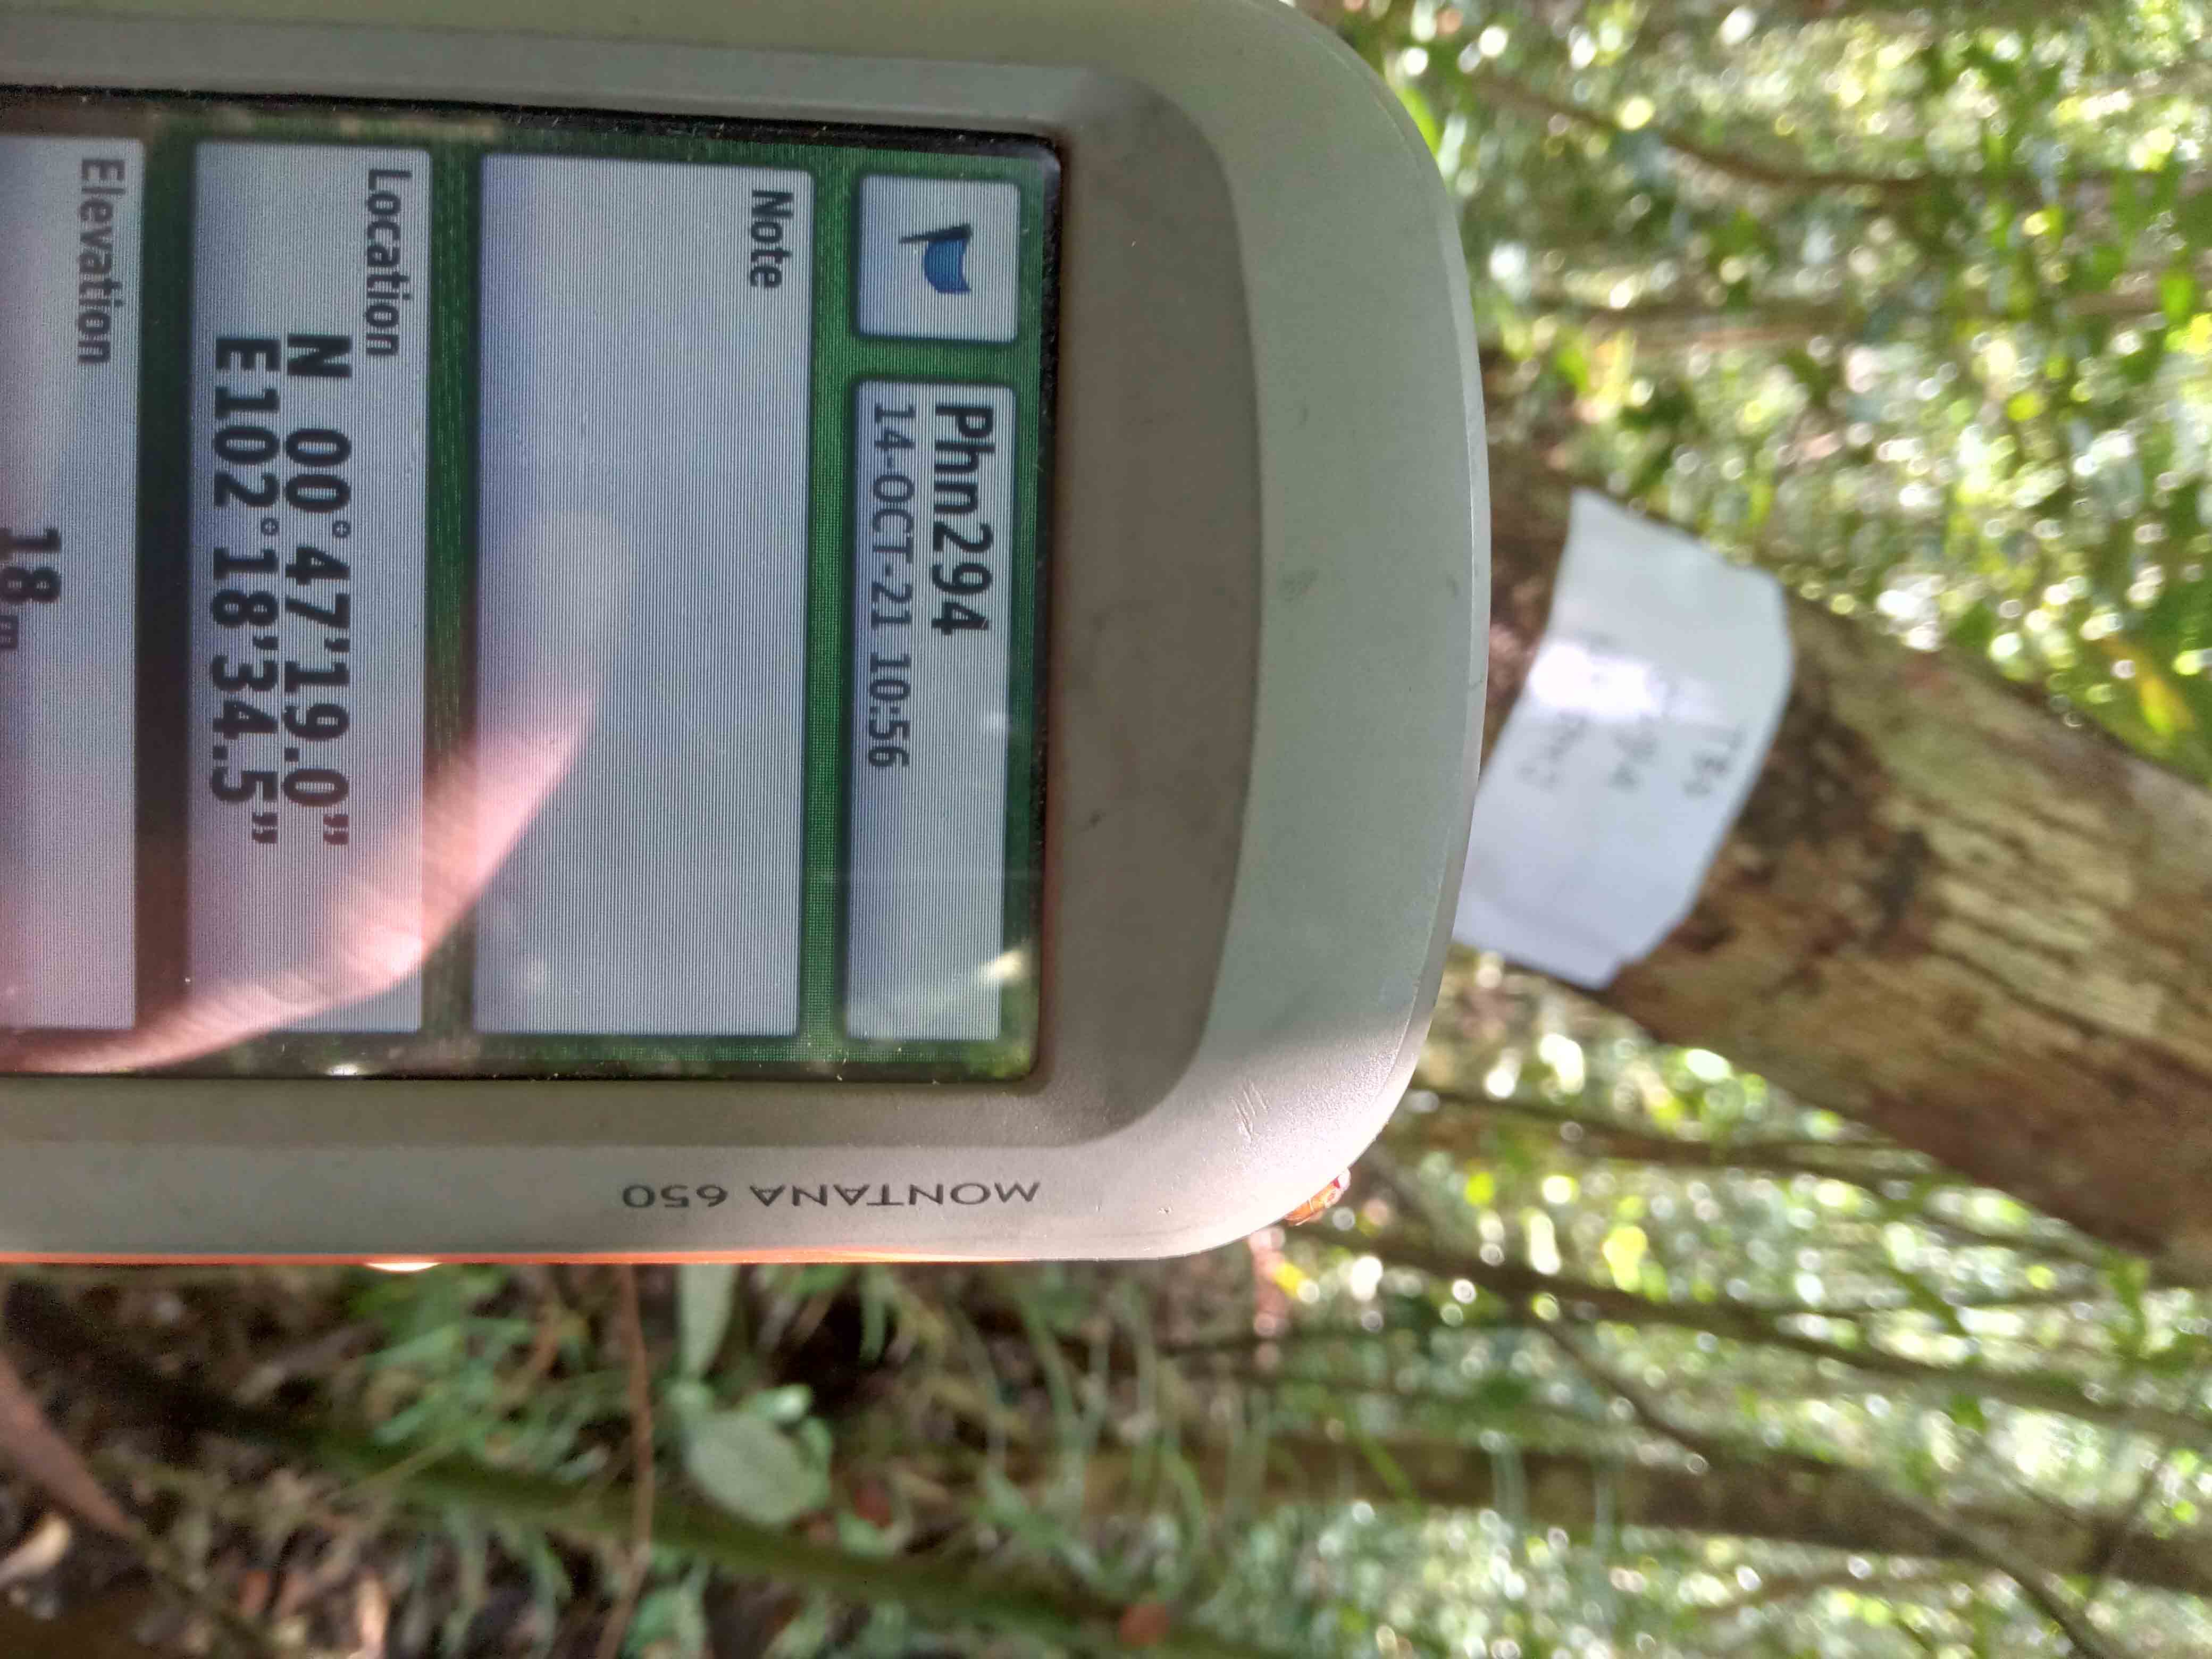 Phn294
14-OCT-21 10:56
Note
Location
N 00°47'19.0"
E102°18'34.5"
Elevation
18 m
MONTANA 650